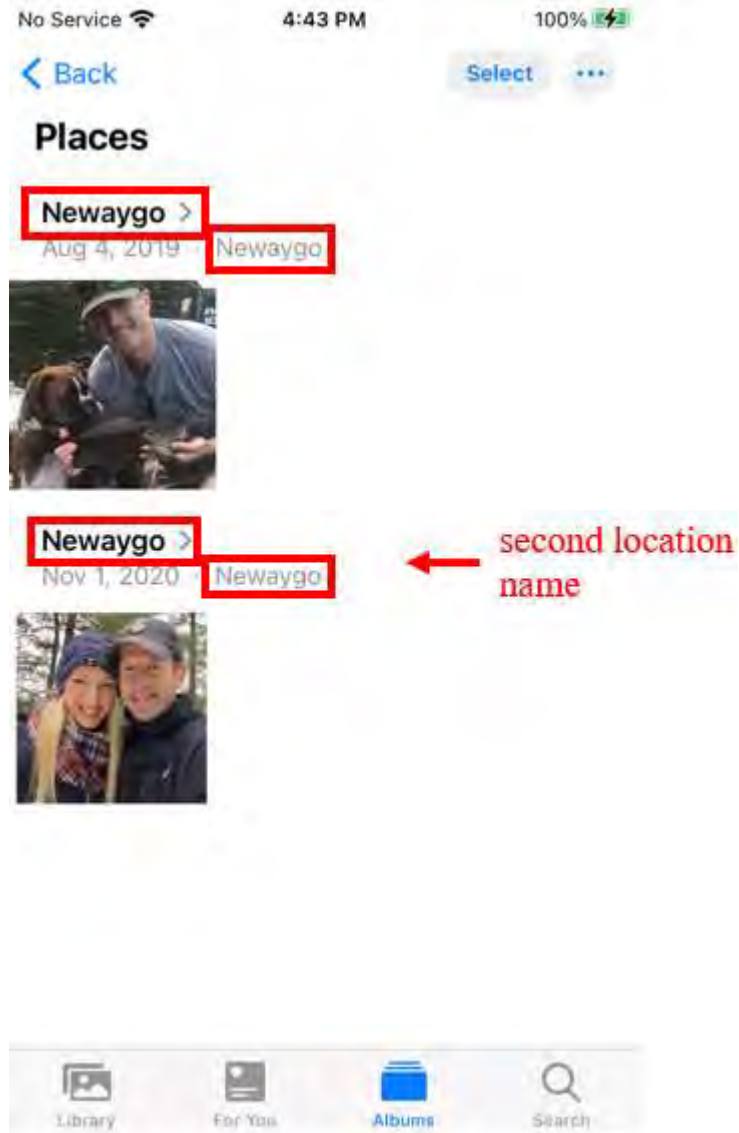 No Service 4:43 PM 100%
Back Select ...
Places
Newaygo >
Aug 4, 2019 · Newaygo
Newaygo >
Nov 1, 2020 · Newaygo
second location
name
Library For You Albums Search